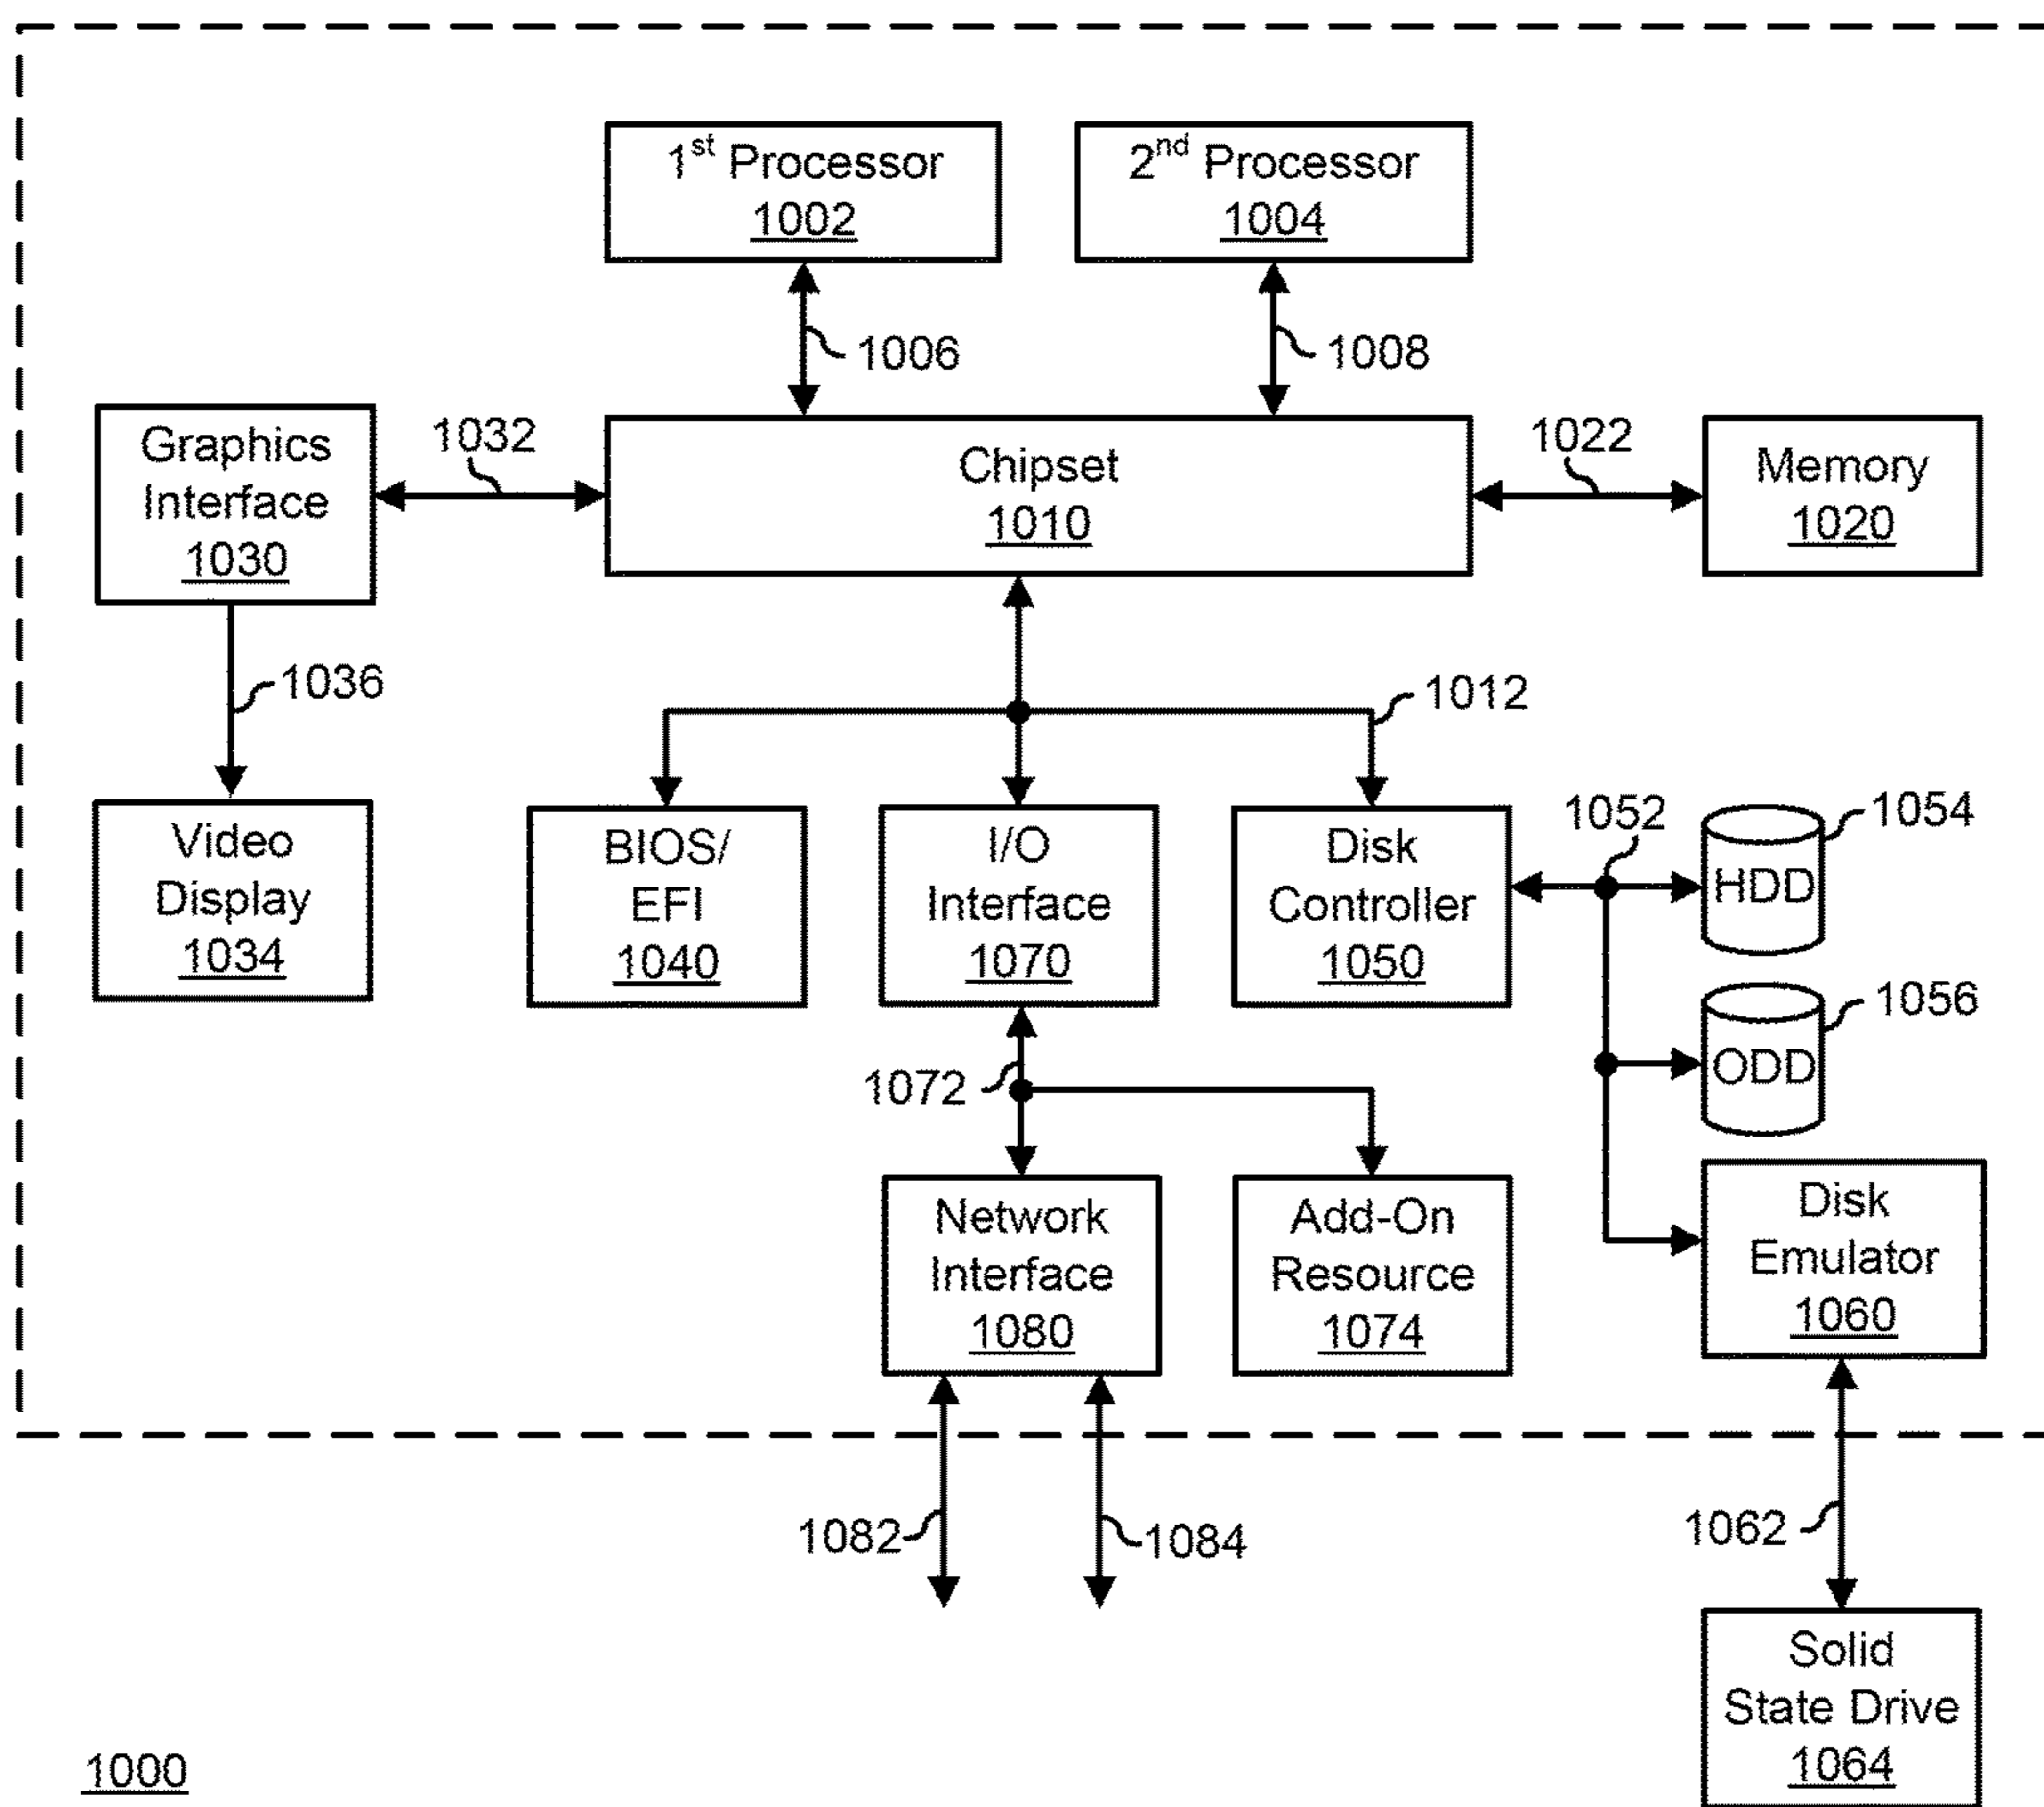 1st Processor
1002
2nd Processor
1004
1006
1008
Graphics
Interface
1030
1032
Chipset
1010
1022
Memory
1020
1036
1012
Video
Display
1034
BIOS/
EFI
1040
I/O
Interface
1070
Disk
Controller
1050
1052
HDD
1054
ODD
1056
1072
Network
Interface
1080
Add-On
Resource
1074
Disk
Emulator
1060
1082
1084
1062
Solid
State Drive
1064
1000